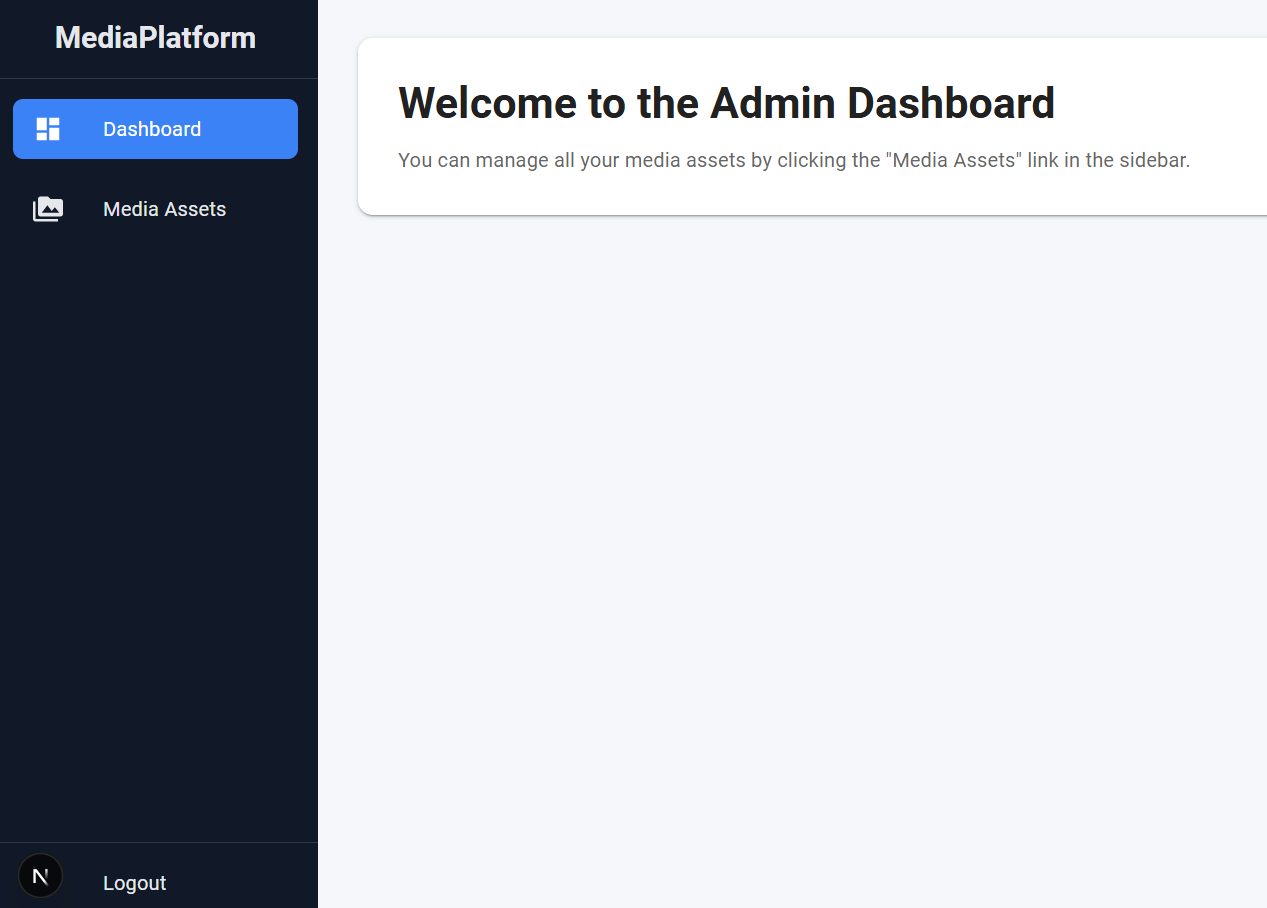 MediaPlatform
Dashboard
Media Assets
Welcome to the Admin Dashboard
You can manage all your media assets by clicking the "Media Assets" link in the sidebar.
N
Logout